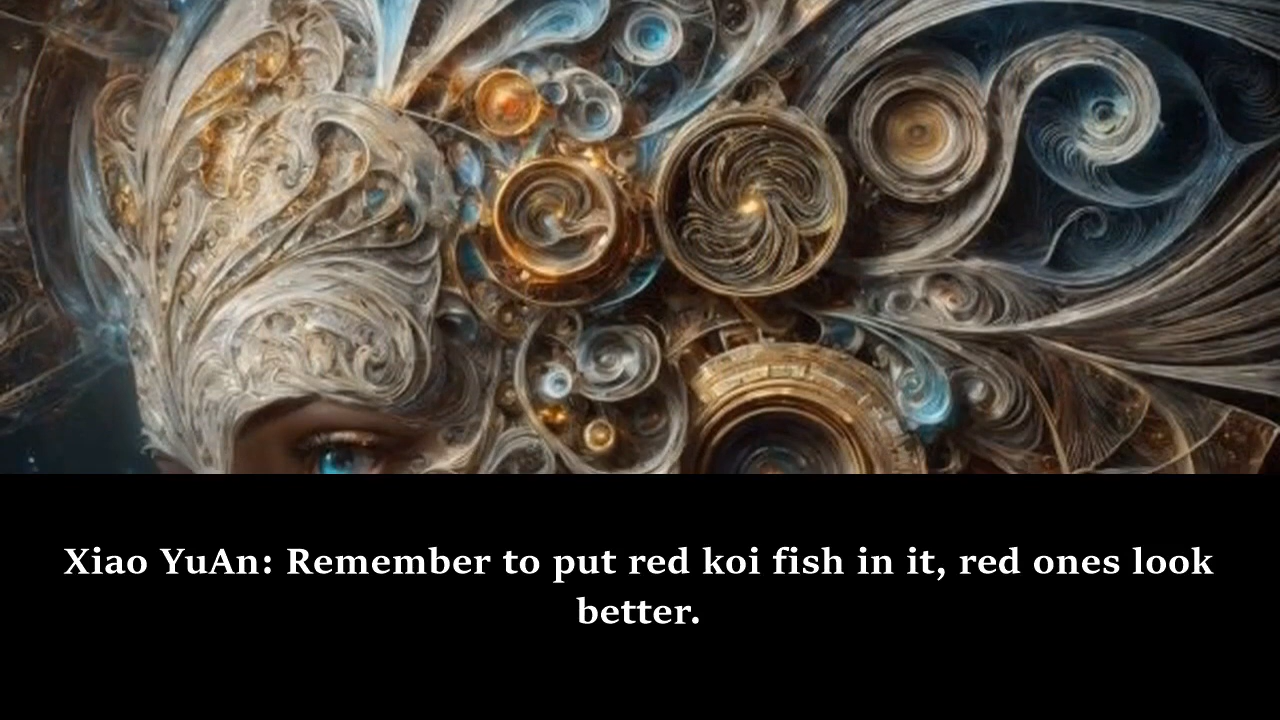 Xiao YuAn: Remember to put red koi fish in it, red ones look
better.